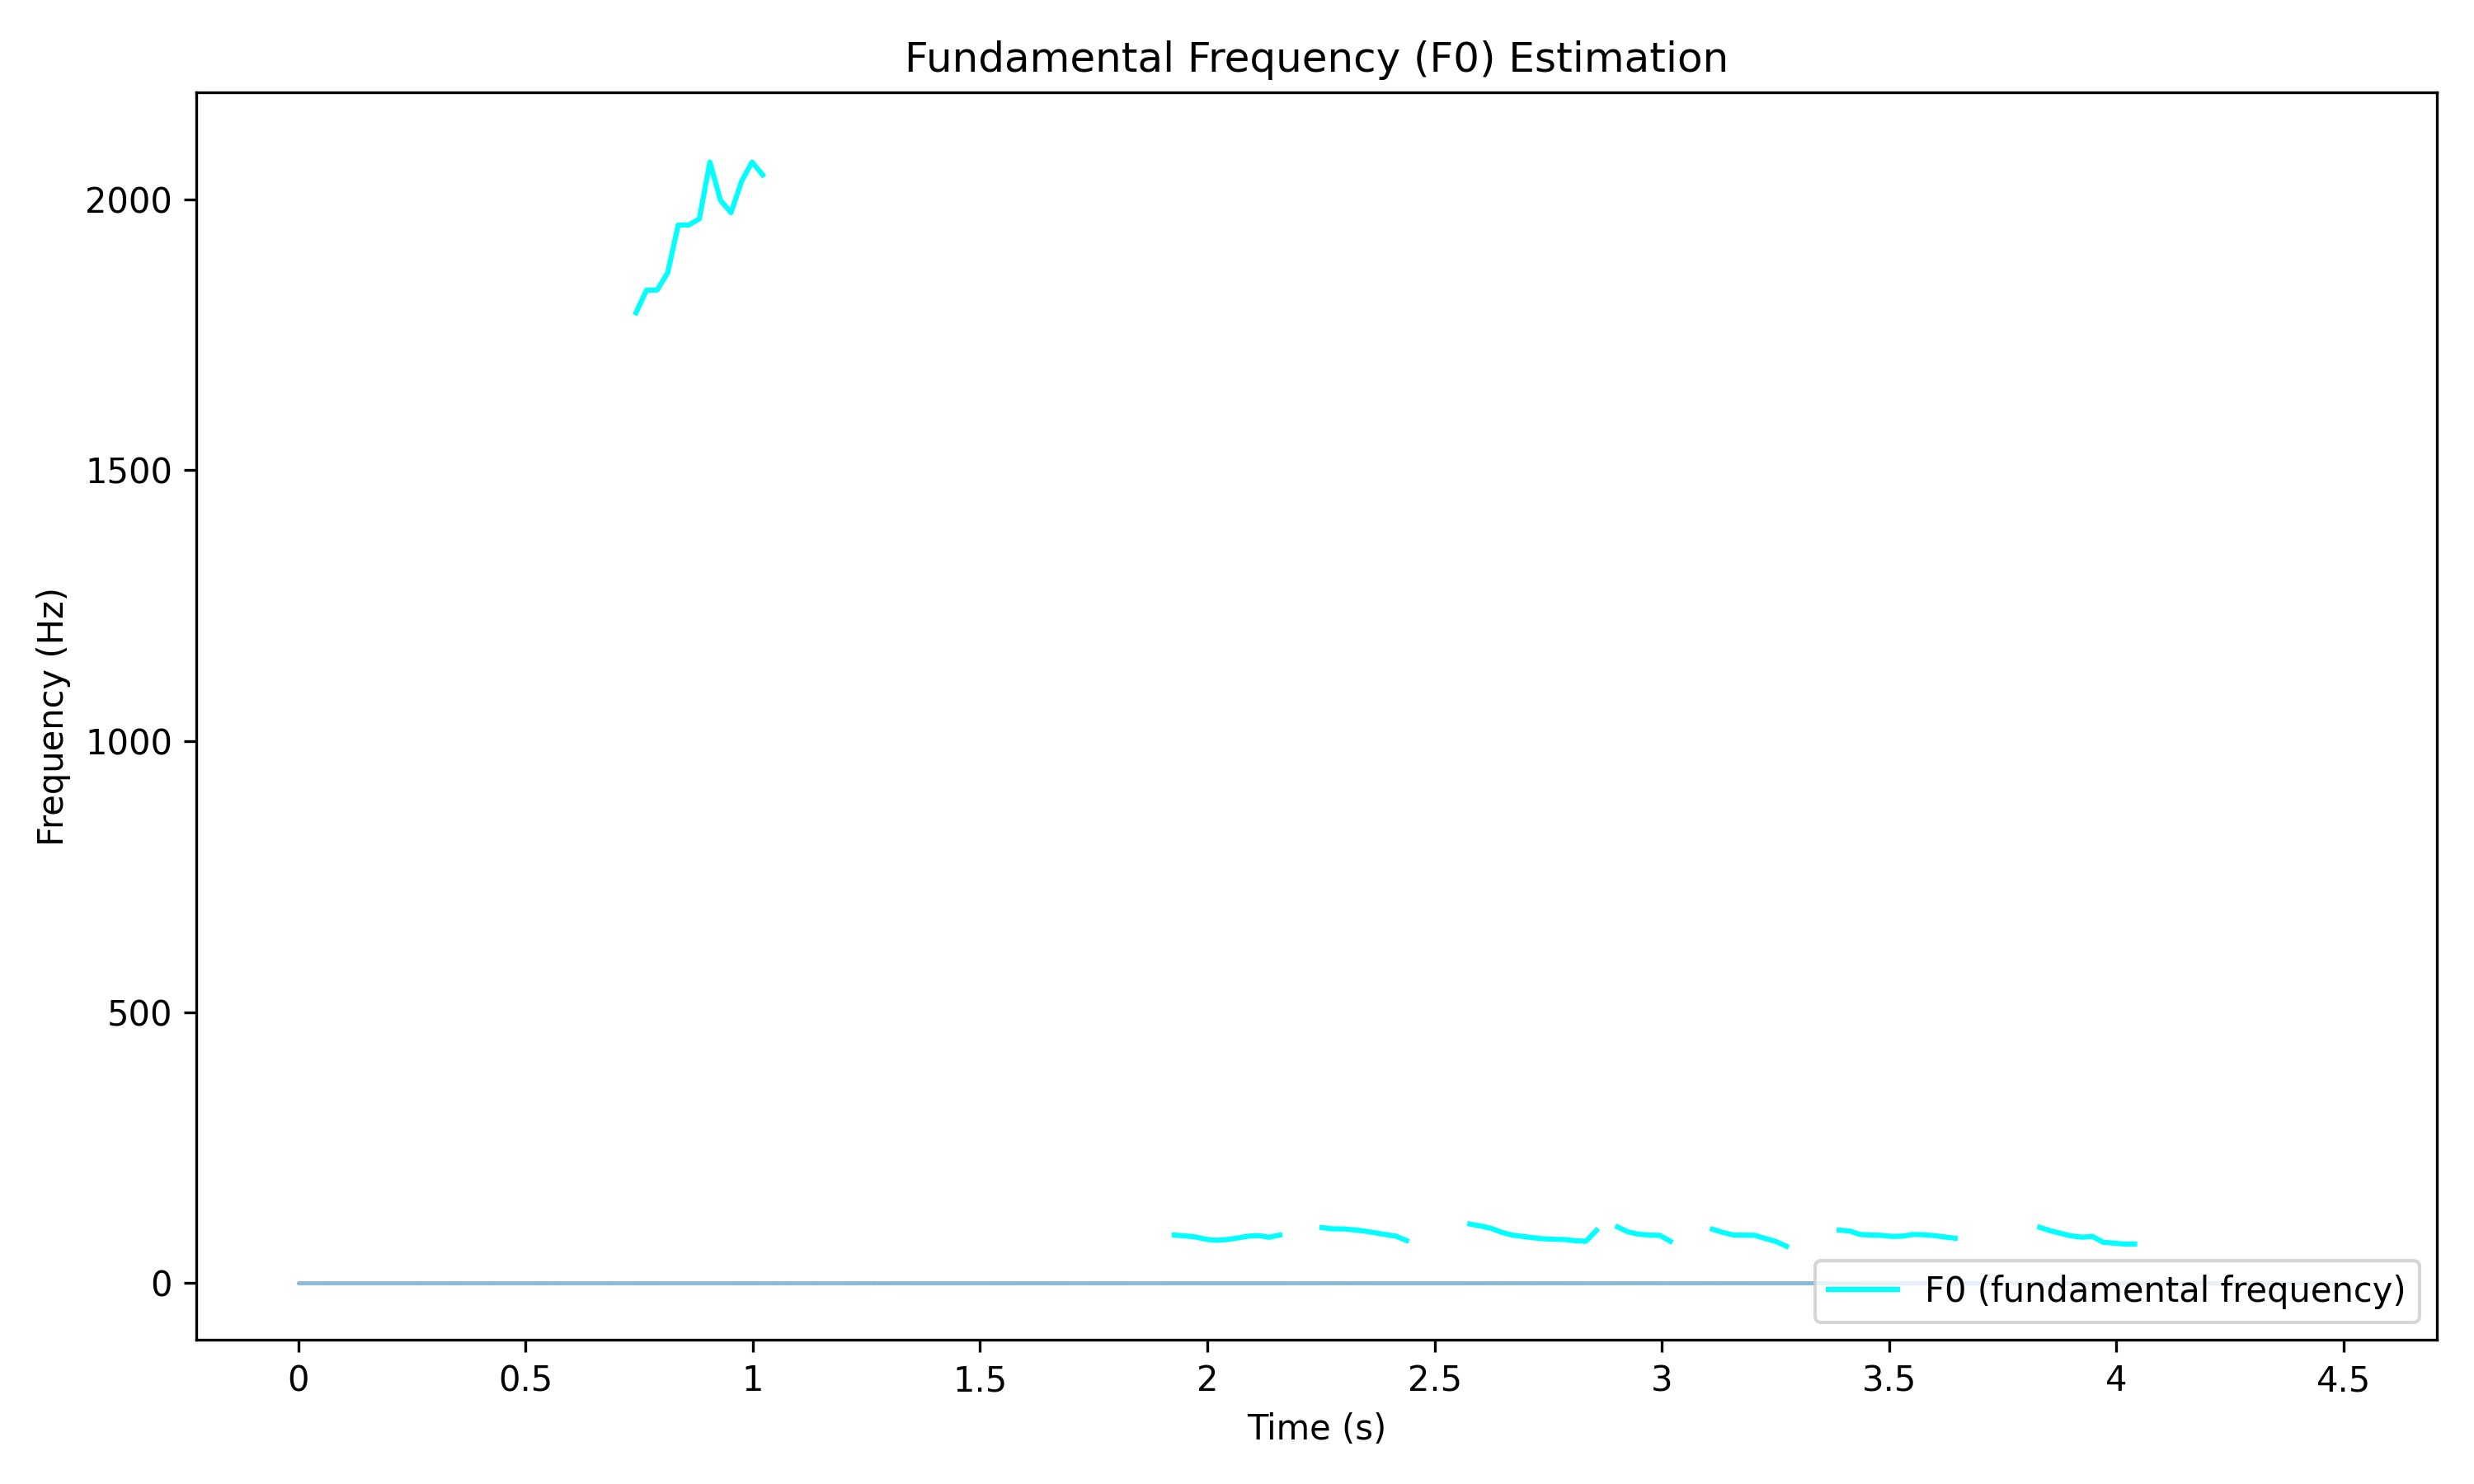 Fundamental Frequency (F0) Estimation
2000
1500
1000
500
0
Frequency (Hz)
F0 (fundamental frequency)
0 0.5 1 1.5 2 2.5 3 3.5 4 4.5
Time (s)